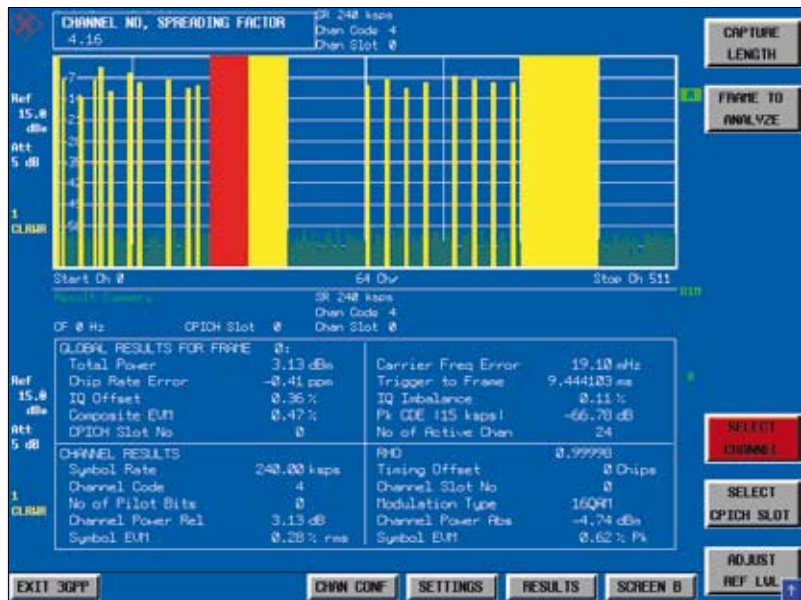 CHANNEL NO, SPREADING FACTOR
4.16
SR 240 ksps
Chan Code 4
Chan Slot 0
CAPTURE LENGTH
FRAME TO ANALYZE
Ref
15.0
dBm
Att
5 dB
1
CLRWR
-7
Start Ch 0 64 Ch/ Stop Ch 511
Result Summary
SR 240 ksps
Chan Code 4
CF 0 Hz CPICH Slot 0 Chan Slot 0
GLOBAL RESULTS FOR FRAME 0:
Total Power 3.13 dBm Carrier Freq Error 19.10 mHz
Chip Rate Error -0.41 ppm Trigger to Frame 9.444103 ms
IQ Offset 0.36 % IQ Imbalance 0.11 %
Composite EVM 0.47 % Pk CDE (15 ksps) -66.78 dB
CPICH Slot No 0 No of Active Chan 24
CHANNEL RESULTS RHO 0.99998
Symbol Rate 240.00 ksps Timing Offset 0 Chips
Channel Code 4 Channel Slot No 0
No of Pilot Bits 0 Modulation Type 16QAM
Channel Power Rel 3.13 dB Channel Power Abs -4.74 dBm
Symbol EVM 0.28 % rms Symbol EVM 0.62 % Pk
Ref
15.0
dBm
Att
5 dB
1
CLRWR
SELECT CHANNEL
SELECT CPICH SLOT
ADJUST REF LVL
EXIT 3GPP CHAN CONF SETTINGS RESULTS SCREEN B